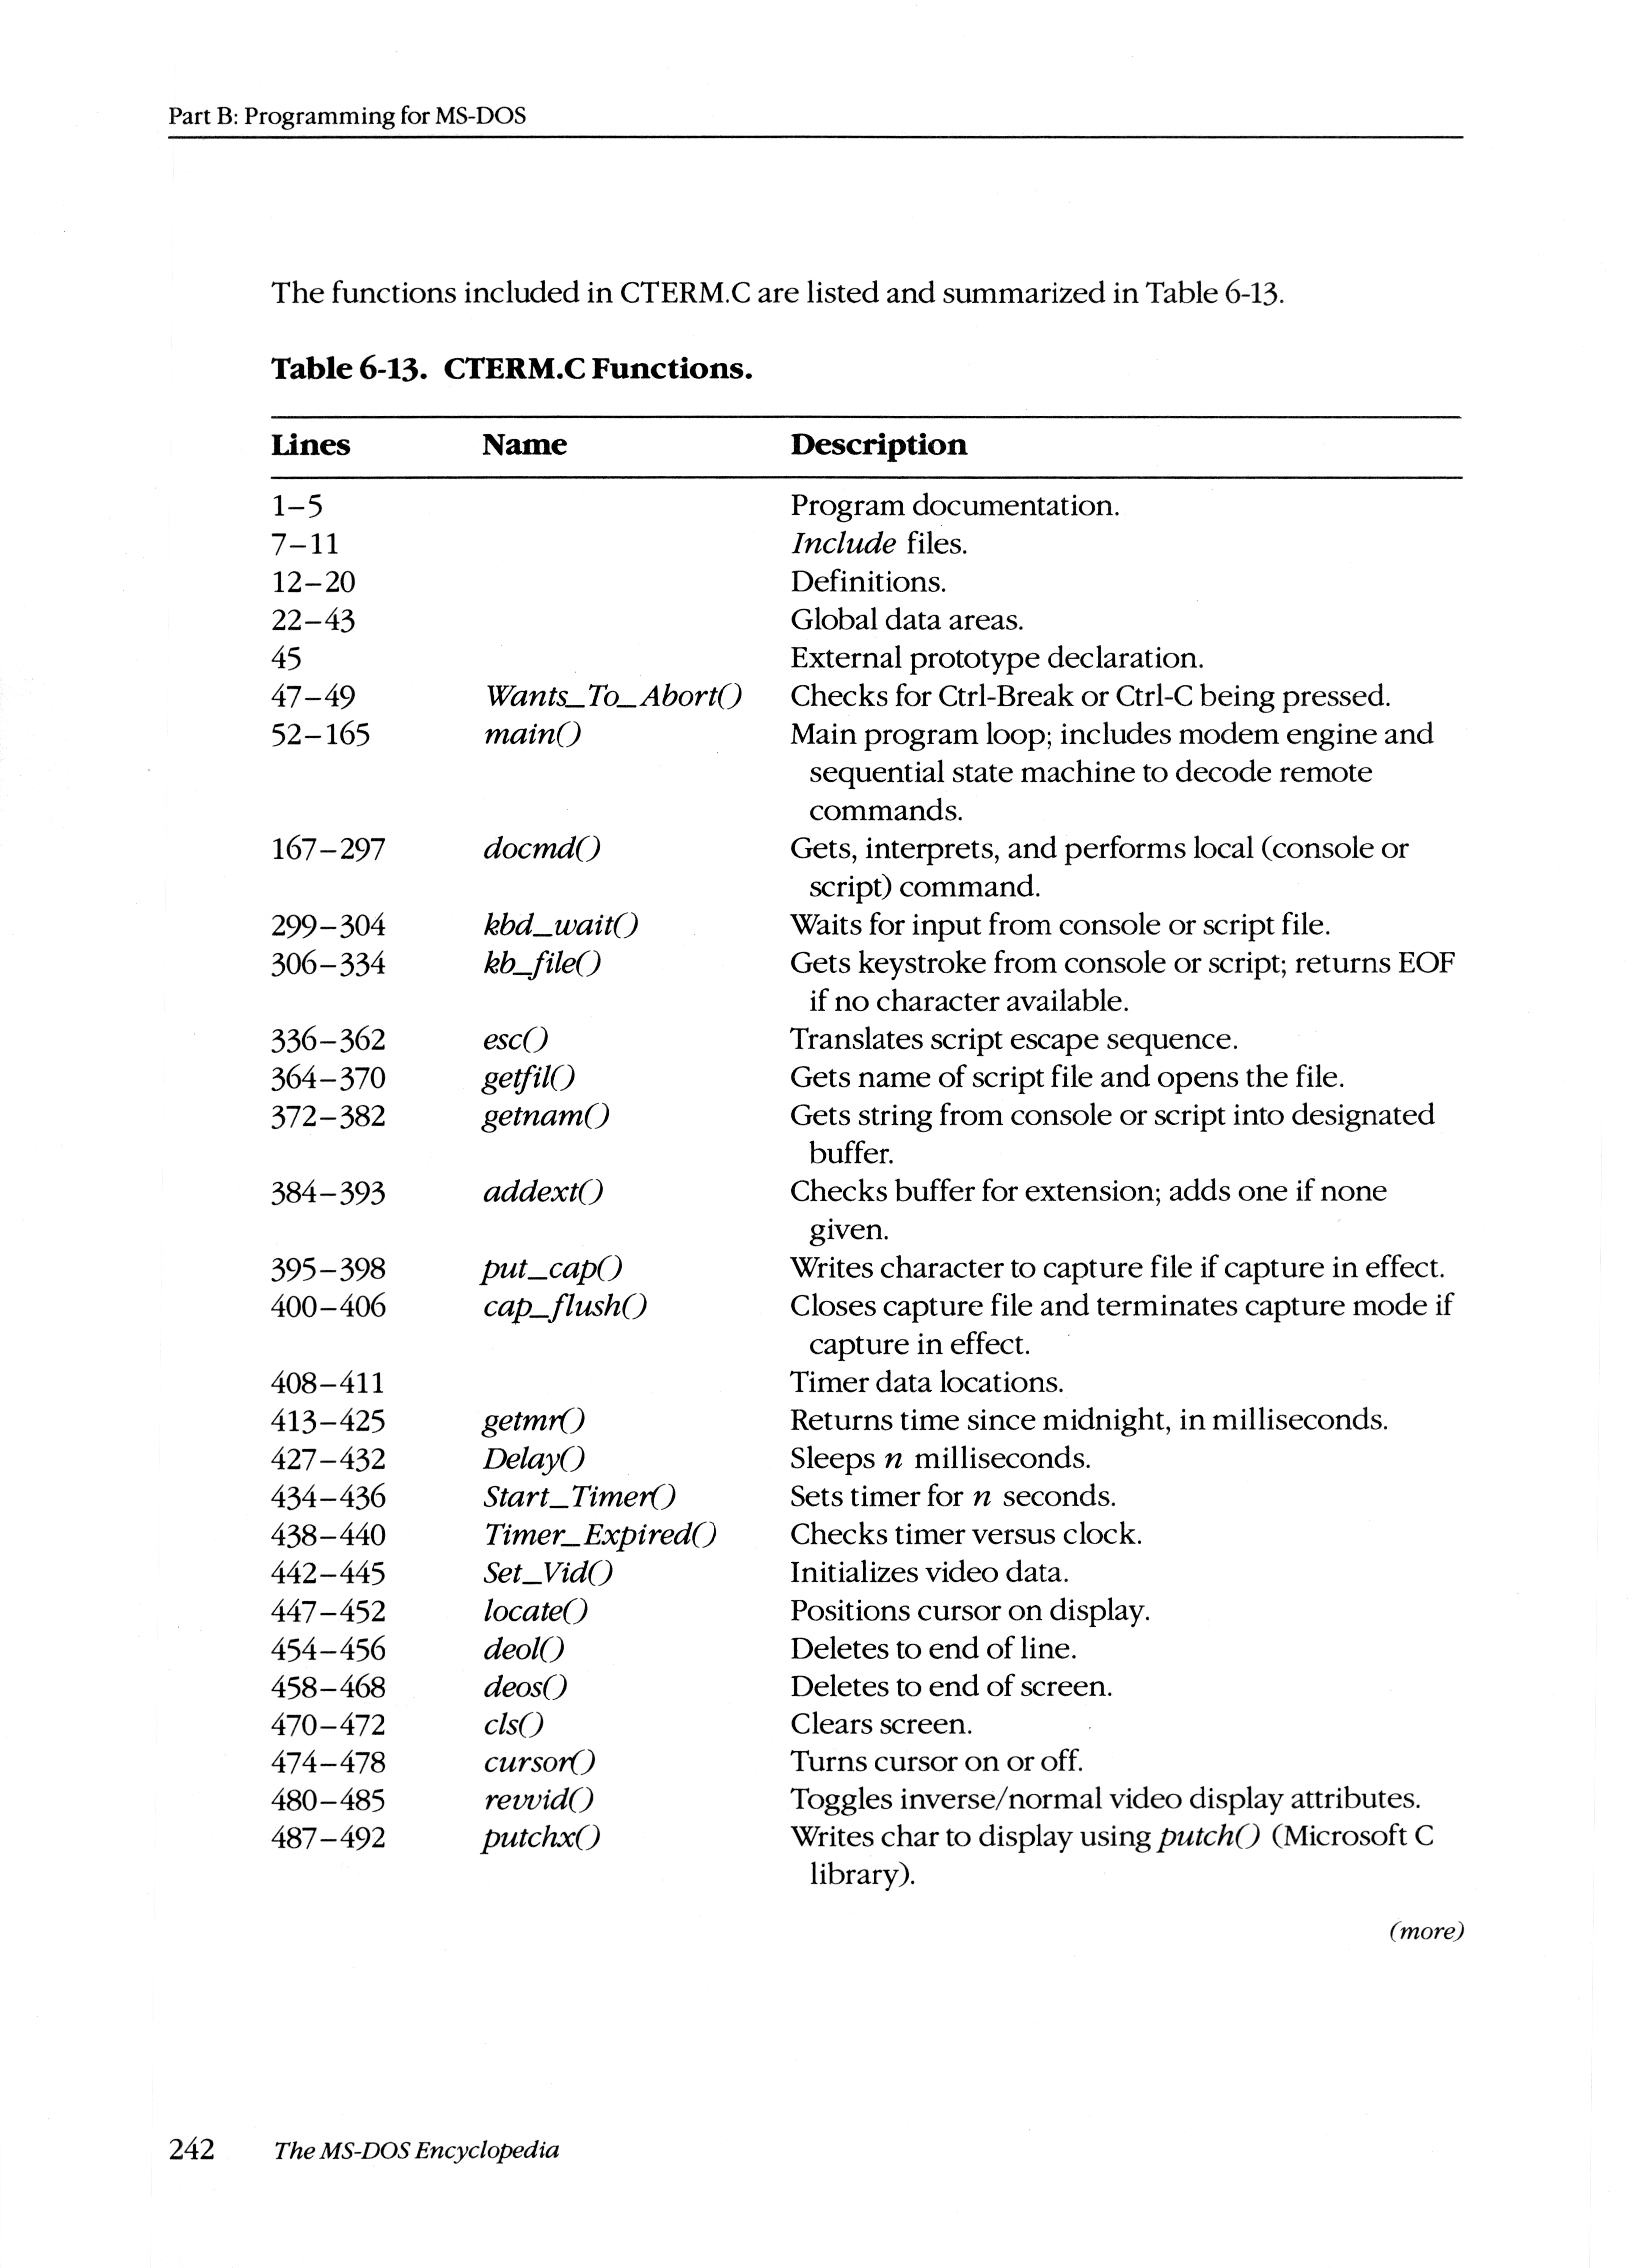 Part B: Programming for MS-DOS
The functions included in CTERM.C are listed and summarized in Table 6-13.
Table 6-13. CTERM.C Functions.
Lines Name Description
1–5 Program documentation.
7–11 Include files.
12–20 Definitions.
22–43 Global data areas.
45 External prototype declaration.
47–49 Wants_To_Abort() Checks for Ctrl-Break or Ctrl-C being pressed.
52–165 main() Main program loop; includes modem engine and
sequential state machine to decode remote
commands.
167–297 docmd() Gets, interprets, and performs local (console or
script) command.
299–304 kbd_wait() Waits for input from console or script file.
306–334 kb_file() Gets keystroke from console or script; returns EOF
if no character available.
336–362 esc() Translates script escape sequence.
364–370 getfil() Gets name of script file and opens the file.
372–382 getnam() Gets string from console or script into designated
buffer.
384–393 addext() Checks buffer for extension; adds one if none
given.
395–398 put_cap() Writes character to capture file if capture in effect.
400–406 cap_flush() Closes capture file and terminates capture mode if
capture in effect.
408–411 Timer data locations.
413–425 getmr() Returns time since midnight, in milliseconds.
427–432 Delay() Sleeps n milliseconds.
434–436 Start_Timer() Sets timer for n seconds.
438–440 Timer_Expired() Checks timer versus clock.
442–445 Set_Vid() Initializes video data.
447–452 locate() Positions cursor on display.
454–456 deol() Deletes to end of line.
458–468 deos() Deletes to end of screen.
470–472 cls() Clears screen.
474–478 cursor() Turns cursor on or off.
480–485 revvid() Toggles inverse/normal video display attributes.
487–492 putchx() Writes char to display using putch() (Microsoft C
library).
(more)
242 The MS-DOS Encyclopedia